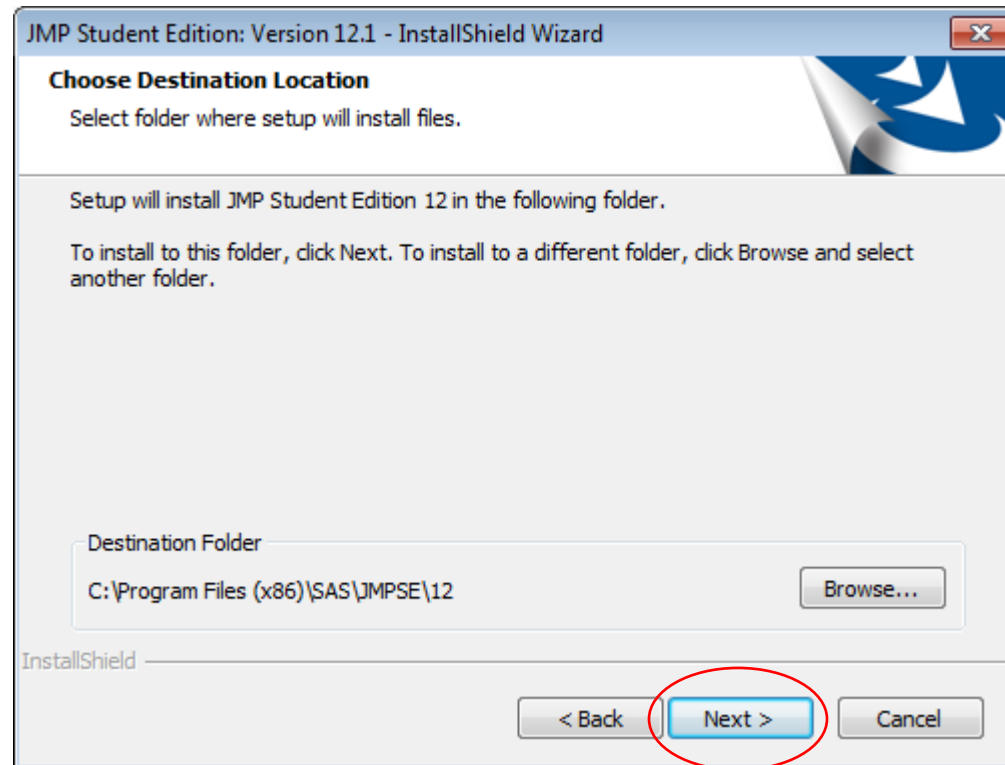 JMP Student Edition: Version 12.1 - InstallShield Wizard
Choose Destination Location
Select folder where setup will install files.
Setup will install JMP Student Edition 12 in the following folder.
To install to this folder, click Next. To install to a different folder, click Browse and select
another folder.
Destination Folder
C:\Program Files (x86)\SAS\JMPSE\12
Browse...
InstallShield
< Back
Next >
Cancel